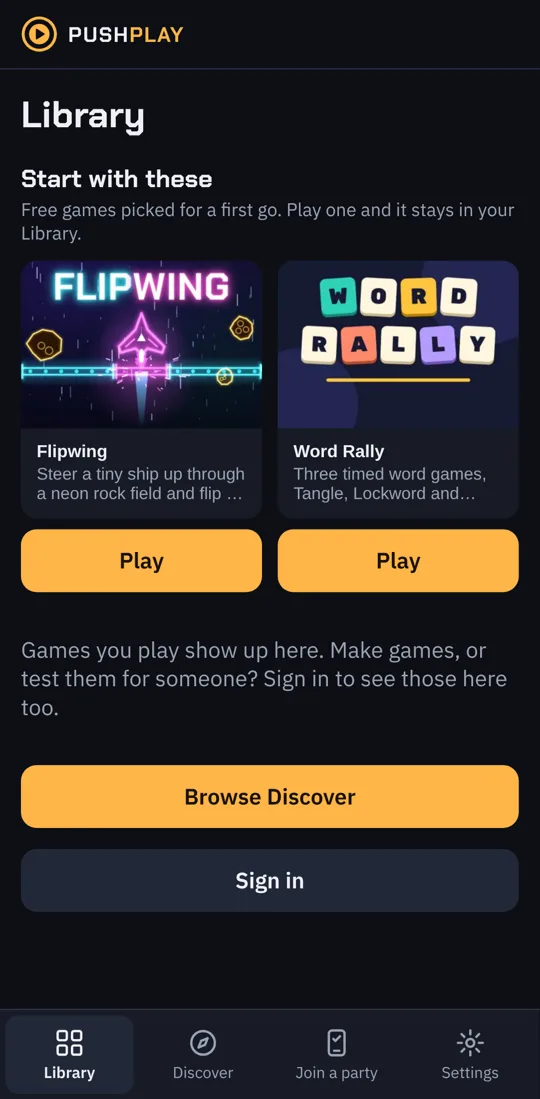 PUSHPLAY
Library
Start with these
Free games picked for a first go. Play one and it stays in your
Library.
FLIPWING
WORD
RALLY
Flipwing
Steer a tiny ship up through
a neon rock field and flip …
Word Rally
Three timed word games,
Tangle, Lockword and…
Play
Play
Games you play show up here. Make games, or
test them for someone? Sign in to see those here
too.
Browse Discover
Sign in
Library
Discover
Join a party
Settings